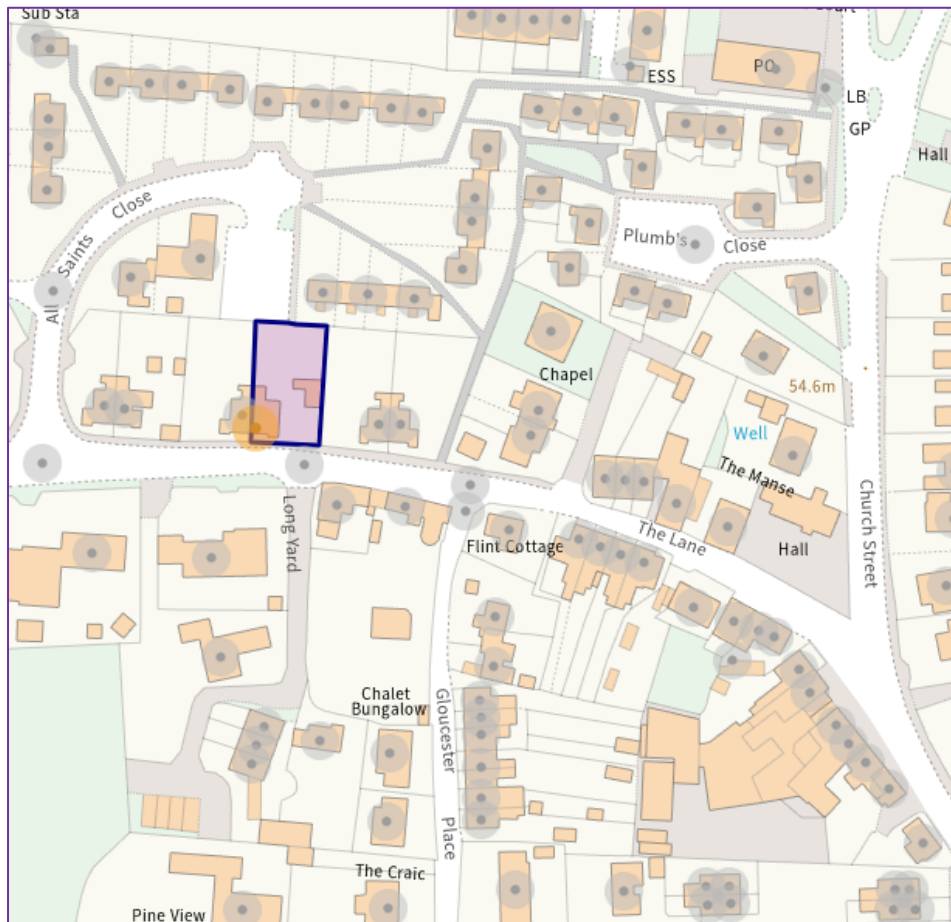 Sub Sta
Court
PO
ESS
LB
GP
Hall
All Saints Close
Plumb's Close
Chapel
54.6m
Well
The Manse
Church Street
Long Yard
Flint Cottage
The Lane
Hall
Chalet
Bungalow
Gloucester Place
The Craic
Pine View